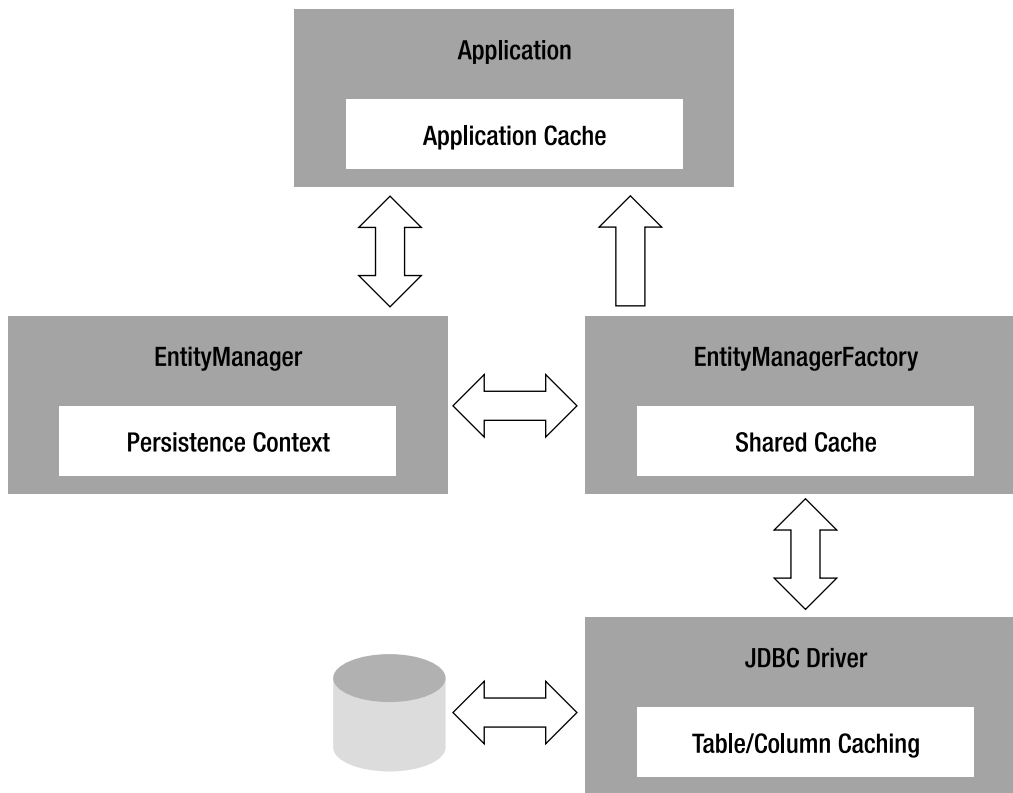 Application
Application Cache
EntityManager
Persistence Context
EntityManagerFactory
Shared Cache
JDBC Driver
Table/Column Caching